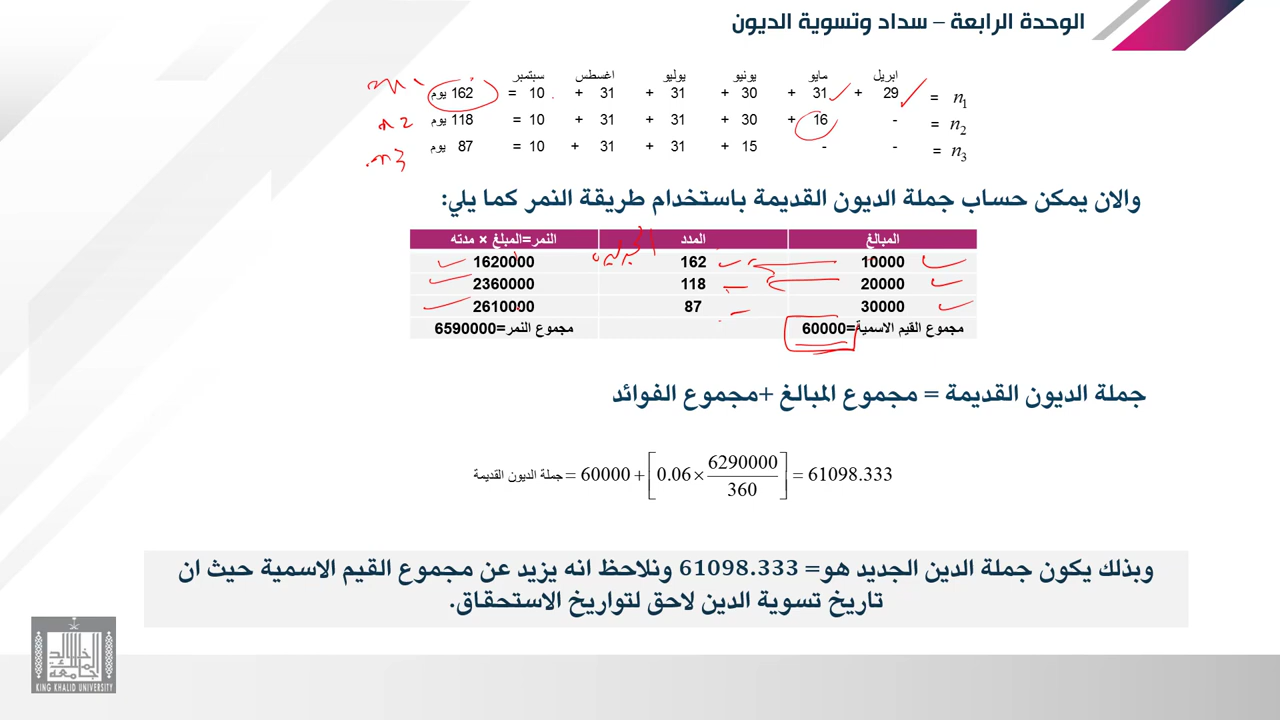 الوحدة الرابعة – سداد وتسوية الديون
ابريل مايو يونيو يوليو اغسطس سبتمبر
n1 = 29 + 31 + 30 + 31 + 31 + 10 = 162 يوم
n2 = - 16 + 30 + 31 + 31 + 10 = 118 يوم
n3 = - - 15 + 31 + 31 + 10 = 87 يوم
n2
n3
والان يمكن حساب جملة الديون القديمة باستخدام طريقة النمر كما يلي:
المبالغ المدد النمر=المبلغ × مدته
10000 162 1620000
20000 118 2360000
30000 87 2610000
مجموع القيم الاسمية=60000 مجموع النمر=6590000
جملة الديون القديمة = مجموع المبالغ +مجموع الفوائد
جملة الديون القديمة = 60000 + [0.06 × 6290000 / 360] = 61098.333
وبذلك يكون جملة الدين الجديد هو= 61098.333 ونلاحظ انه يزيد عن مجموع القيم الاسمية حيث ان
تاريخ تسوية الدين لاحق لتواريخ الاستحقاق.
جامعة الملك خالد
KING KHALID UNIVERSITY